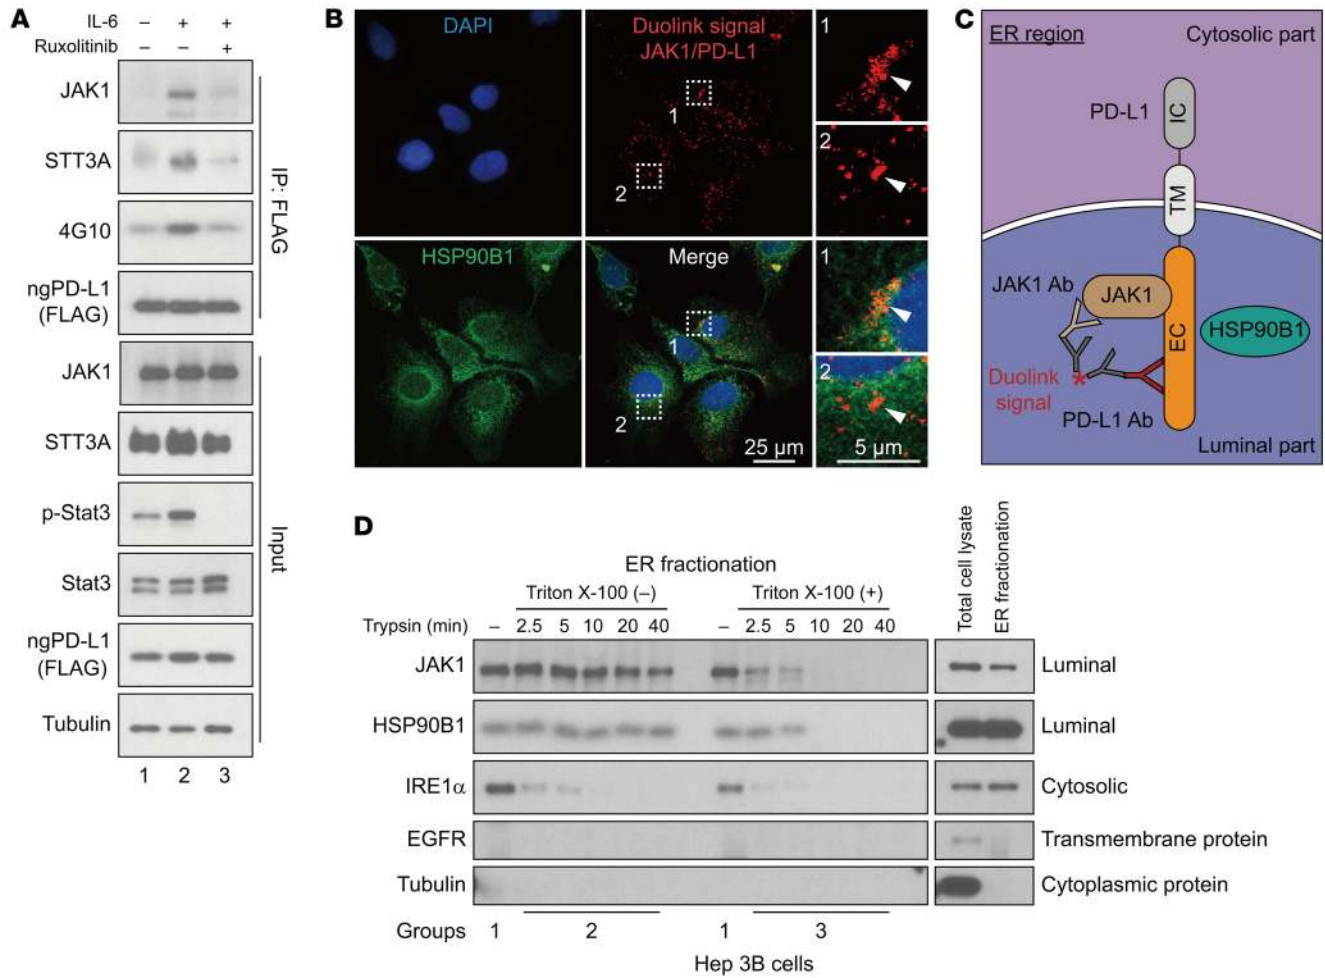 A
IL-6 – + +
Ruxolitinib – – +
JAK1
STT3A
4G10
ngPD-L1
(FLAG)
IP: FLAG
JAK1
STT3A
p-Stat3
Stat3
ngPD-L1
(FLAG)
Tubulin
Input
1 2 3
B
DAPI
Duolink signal
JAK1/PD-L1
1
2
1
2
HSP90B1
Merge
1
2
25 μm
1
2
5 μm
C
ER region
Cytosolic part
PD-L1
IC
TM
EC
JAK1 Ab
JAK1
HSP90B1
Duolink
signal
*
PD-L1 Ab
Luminal part
D
ER fractionation
Triton X-100 (–) Triton X-100 (+)
Trypsin (min) – 2.5 5 10 20 40 – 2.5 5 10 20 40
Total cell lysate
ER fractionation
JAK1 Luminal
HSP90B1 Luminal
IRE1α Cytosolic
EGFR Transmembrane protein
Tubulin Cytoplasmic protein
Groups 1 2 1 3
Hep 3B cells